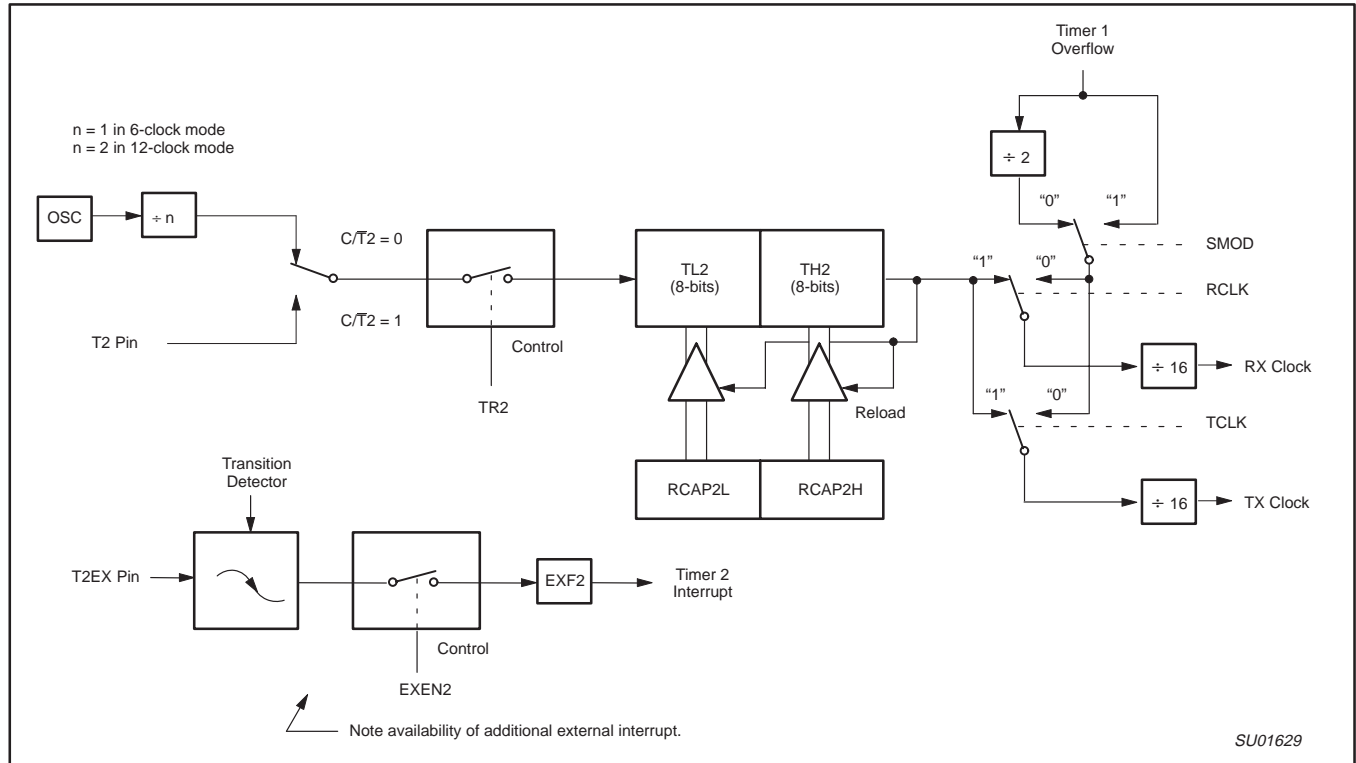 Timer 1
Overflow
n = 1 in 6-clock mode
n = 2 in 12-clock mode
÷ 2
“0”
“1”
OSC
÷ n
C/T̅2 = 0
TL2
(8-bits)
TH2
(8-bits)
SMOD
“1”
“0”
RCLK
C/T̅2 = 1
T2 Pin
Control
÷ 16
RX Clock
TR2
Reload
“1”
“0”
TCLK
Transition
Detector
RCAP2L
RCAP2H
÷ 16
TX Clock
T2EX Pin
EXF2
Timer 2
Interrupt
Control
EXEN2
Note availability of additional external interrupt.
SU01629